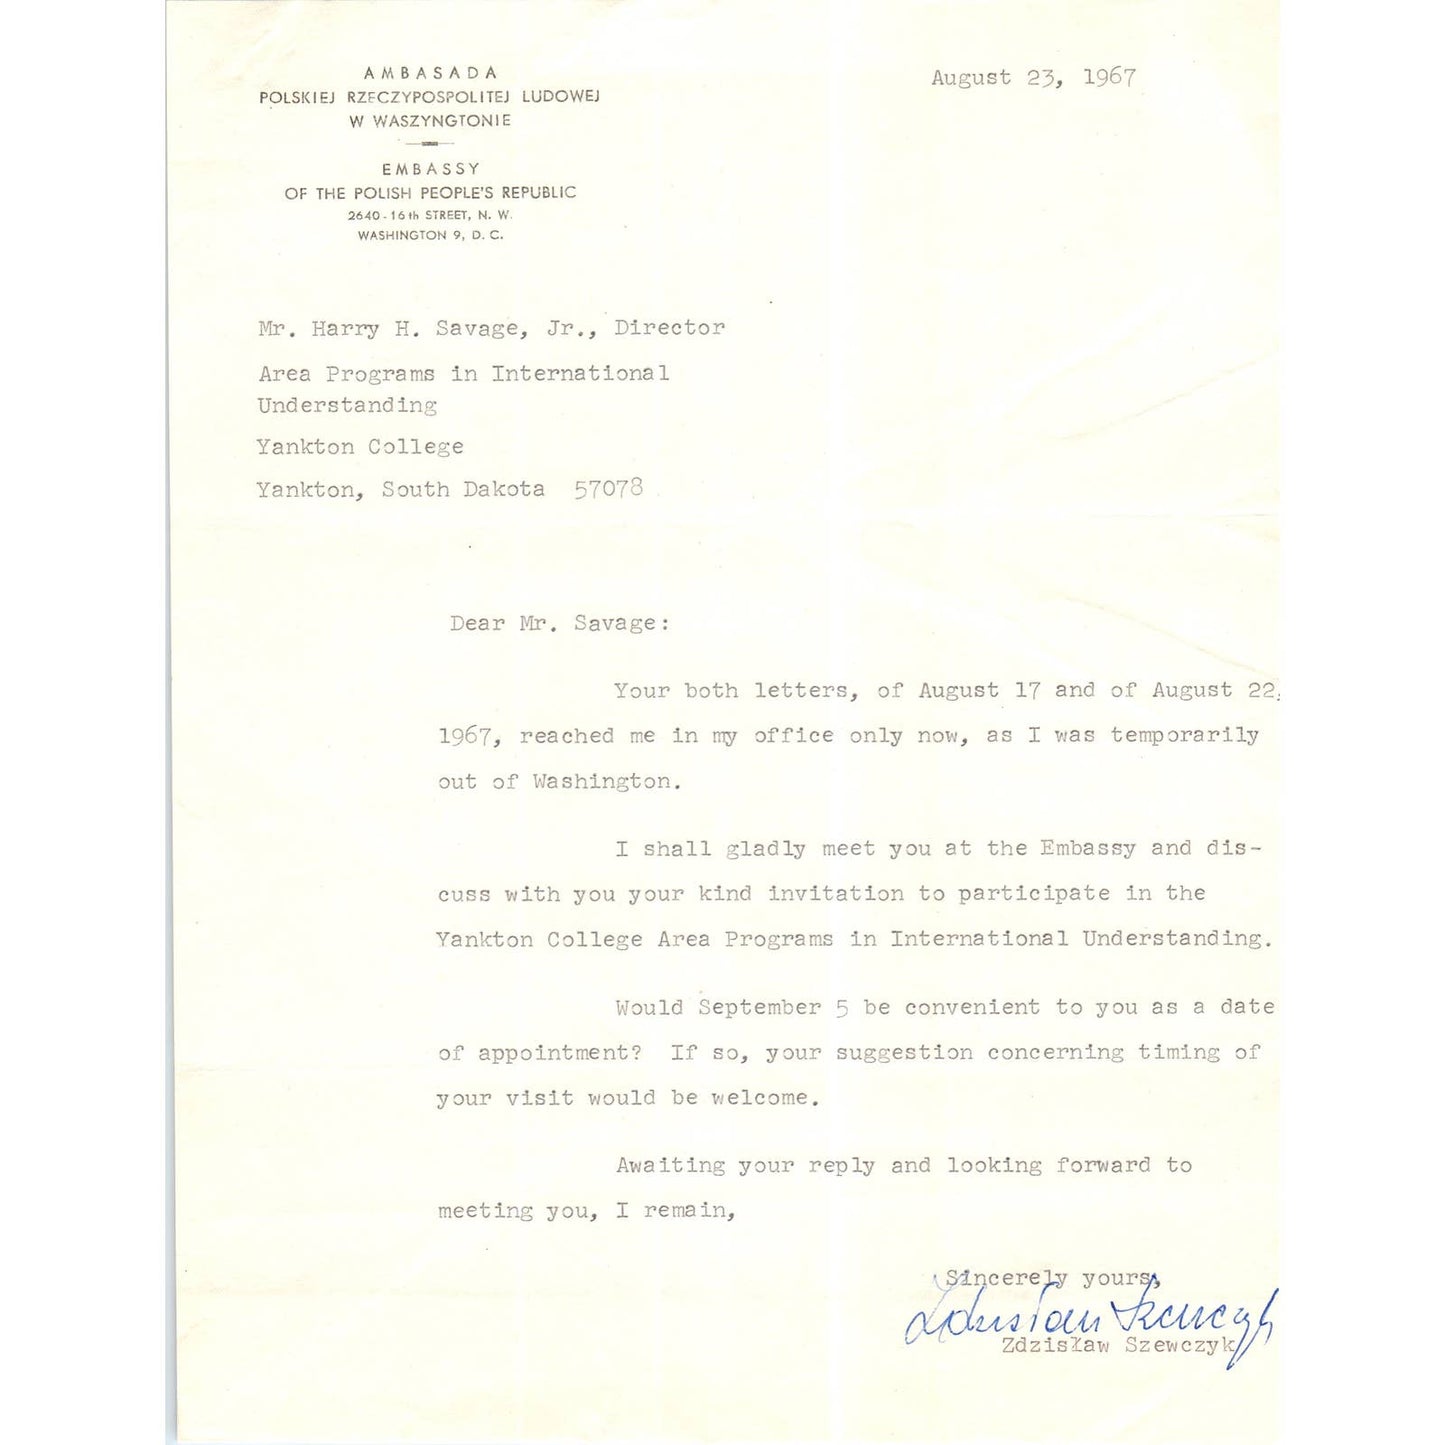 AMBASADA
POLSKIEJ RZECZYPOSPOLITEJ LUDOWEJ
W WASZYNGTONIE
EMBASSY
OF THE POLISH PEOPLE'S REPUBLIC
2640-16th STREET, N. W.
WASHINGTON 9, D. C.
August 23, 1967
Mr. Harry H. Savage, Jr., Director
Area Programs in International
Understanding
Yankton College
Yankton, South Dakota 57078
Dear Mr. Savage:
Your both letters, of August 17 and of August 22,
1967, reached me in my office only now, as I was temporarily
out of Washington.
I shall gladly meet you at the Embassy and dis-
cuss with you your kind invitation to participate in the
Yankton College Area Programs in International Understanding.
Would September 5 be convenient to you as a date
of appointment? If so, your suggestion concerning timing of
your visit would be welcome.
Awaiting your reply and looking forward to
meeting you, I remain,
Sincerely yours,
Zdzisław Szewczyk
Zdzisław Szewczyk